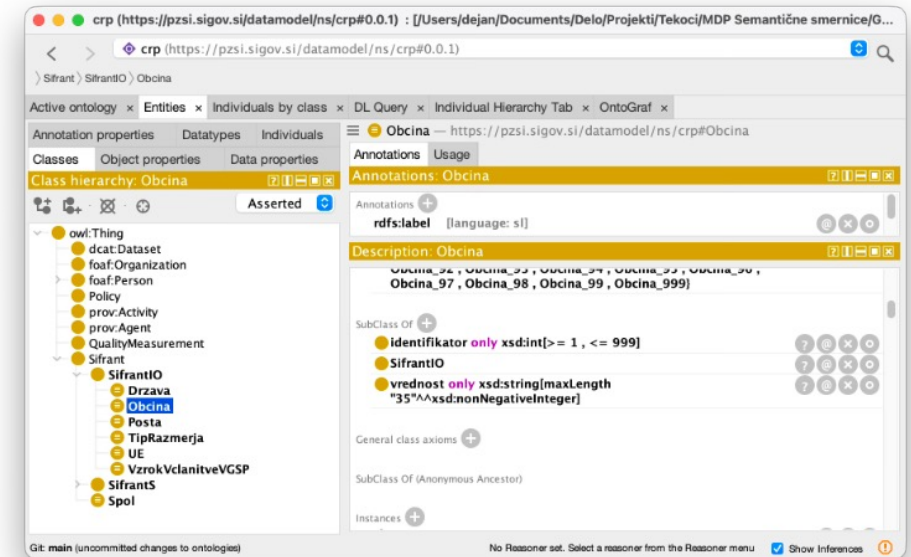 crp (https://pzsi.sigov.si/datamodel/ns/crp#0.0.1) : [/Users/dejan/Documents/Delo/Projekti/Tekoci/MDP Semantične smernice/G...
crp (https://pzsi.sigov.si/datamodel/ns/crp#0.0.1)
Sifrant 〉 SifrantIO 〉 Obcina
Active ontology × Entities × Individuals by class × DL Query × Individual Hierarchy Tab × OntoGraf ×
Annotation properties Datatypes Individuals
Classes Object properties Data properties
Class hierarchy: Obcina
Asserted
owl:Thing
dcat:Dataset
foaf:Organization
foaf:Person
Policy
prov:Activity
prov:Agent
QualityMeasurement
Sifrant
SifrantIO
Drzava
Obcina
Posta
TipRazmerja
UE
VzrokVclanitveVGSP
SifrantS
Spol
Obcina — https://pzsi.sigov.si/datamodel/ns/crp#Obcina
Annotations Usage
Annotations: Obcina
Annotations
rdfs:label [language: sl]
Description: Obcina
Obcina_92 , Obcina_93 , Obcina_94 , Obcina_95 , Obcina_96 ,
Obcina_97 , Obcina_98 , Obcina_99 , Obcina_999}
SubClass Of
identifikator only xsd:int[>= 1 , <= 999]
SifrantIO
vrednost only xsd:string[maxLength
"35"^^xsd:nonNegativeInteger]
General class axioms
SubClass Of (Anonymous Ancestor)
Instances
Git: main (uncommitted changes to ontologies)
No Reasoner set. Select a reasoner from the Reasoner menu
Show Inferences